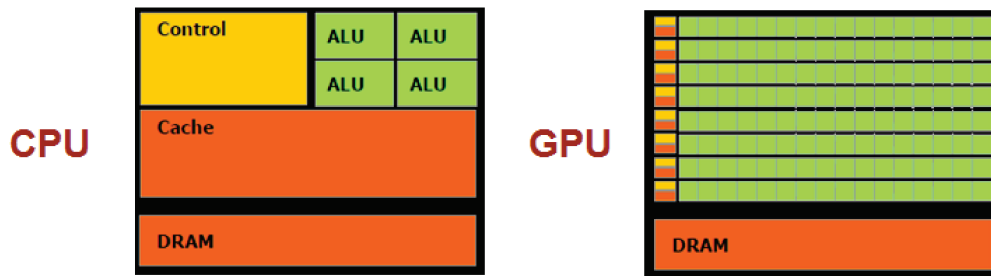 Control
ALU ALU
ALU ALU
CPU
Cache
DRAM
GPU
DRAM